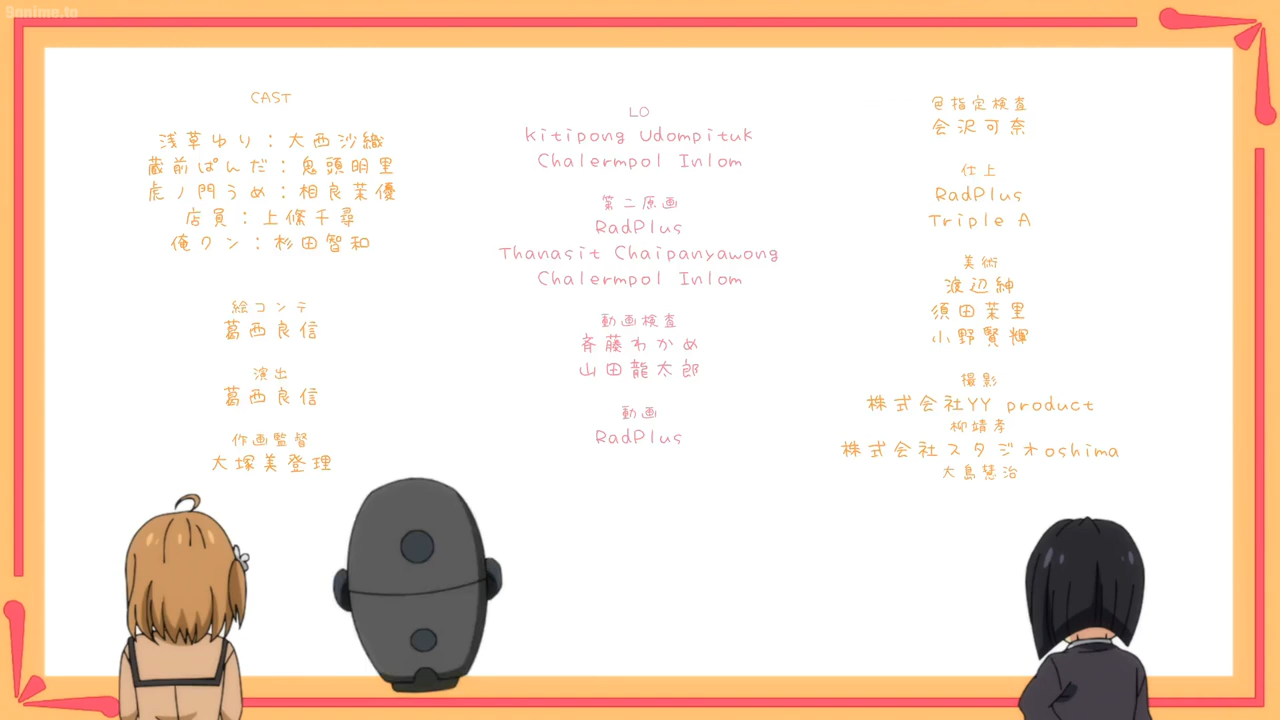 9anime.to
CAST
浅草ゆり：大西沙織
蔵前ぱんだ：鬼頭明里
虎ノ門うめ：相良茉優
店員：上條千尋
俺クン：杉田智和
絵コンテ
葛西良信
演出
葛西良信
作画監督
大塚美登理
LO
Kitipong Udompituk
Chalermpol Inlom
第二原画
RadPlus
Thanasit Chaipanyawong
Chalermpol Inlom
動画検査
斉藤わかめ
山田龍太郎
動画
RadPlus
色指定検査
会沢可奈
仕上
RadPlus
Triple A
美術
渡辺紳
須田茉里
小野賢輝
撮影
株式会社YY product
柳靖孝
株式会社スタジオoshima
大島慧治